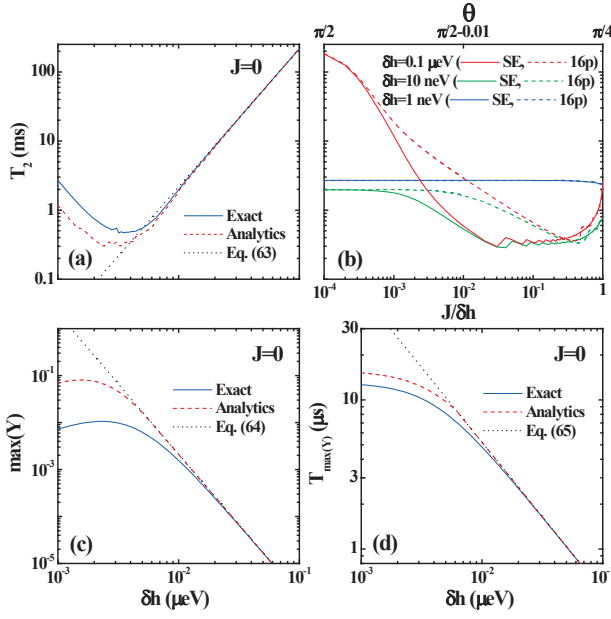 J=0
100
10
1
0.1
T₂ (ms)
Exact
Analytics
Eq. (63)
(a)
θ
π/2
π/2-0.01
π/4
δh=0.1 μeV ( SE, 16p)
δh=10 neV ( SE, 16p)
δh=1 neV ( SE, 16p)
(b)
10⁻⁴ 10⁻³ 10⁻² 10⁻¹ 1
J/δh
J=0
10⁻¹
10⁻³
10⁻⁵
max(Y)
Exact
Analytics
Eq. (64)
(c)
10⁻³ 10⁻² 10⁻¹
δh (μeV)
J=0
30
10
3
1
T_max(Y) (μs)
Exact
Analytics
Eq. (65)
(d)
10⁻³ 10⁻² 10⁻¹
δh (μeV)